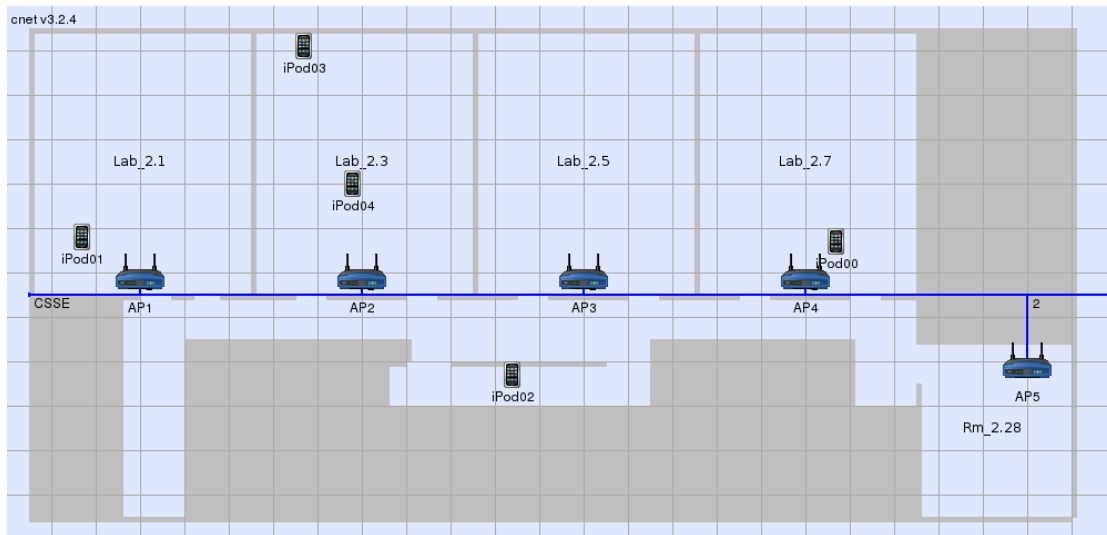 cnet v3.2.4
iPod03
Lab_2.1
Lab_2.3
Lab_2.5
Lab_2.7
iPod04
iPod01
iPod00
CSSE
AP1
AP2
AP3
AP4
2
iPod02
AP5
Rm_2.28